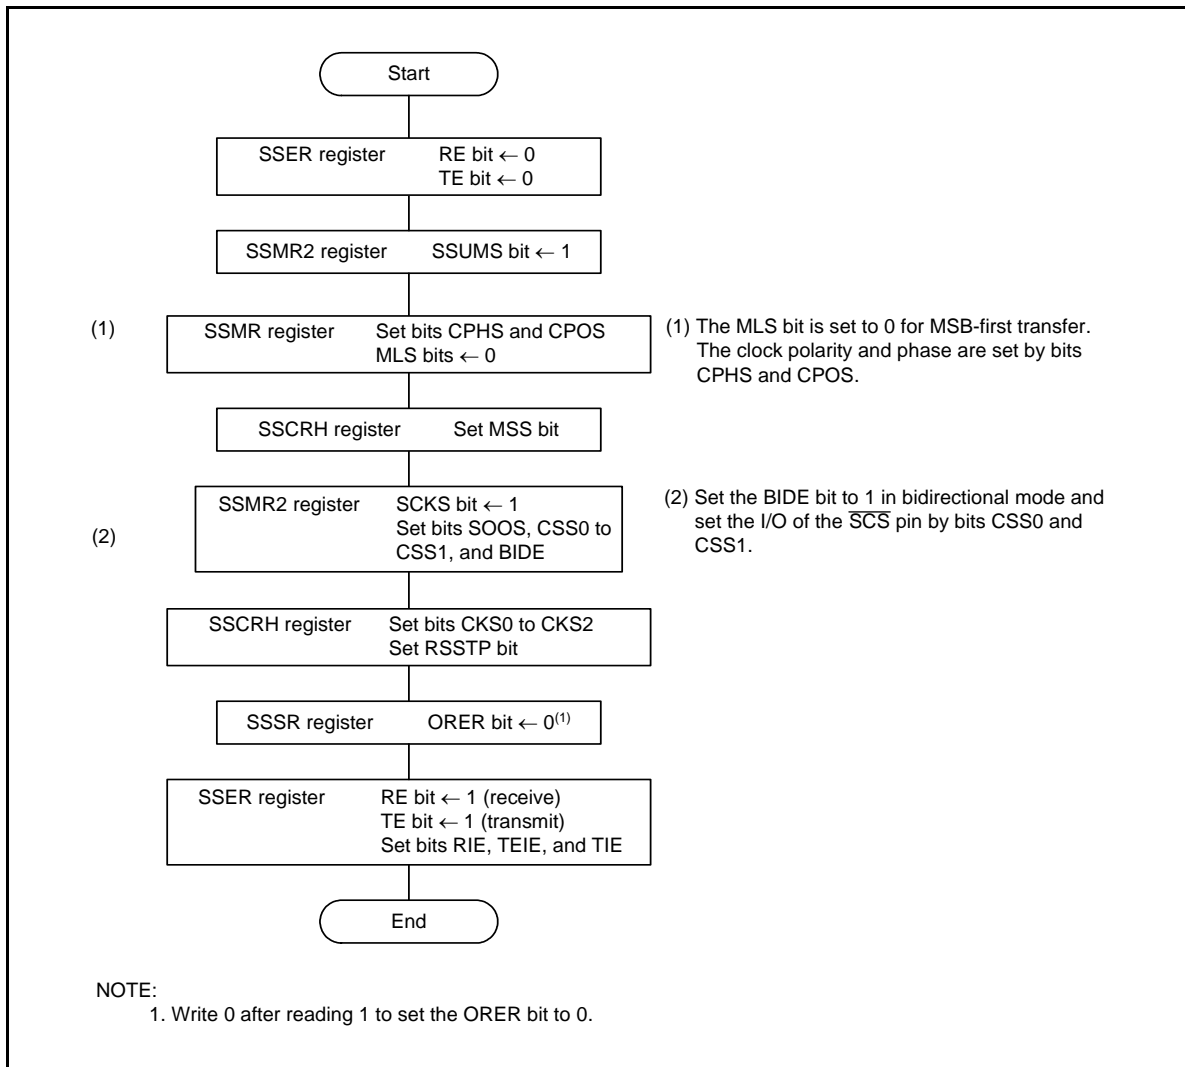 Start
SSER register RE bit ← 0
TE bit ← 0
SSMR2 register SSUMS bit ← 1
(1)
SSMR register Set bits CPHS and CPOS
MLS bits ← 0
(1) The MLS bit is set to 0 for MSB-first transfer.
The clock polarity and phase are set by bits
CPHS and CPOS.
SSCRH register Set MSS bit
(2)
SSMR2 register SCKS bit ← 1
Set bits SOOS, CSS0 to
CSS1, and BIDE
(2) Set the BIDE bit to 1 in bidirectional mode and
set the I/O of the S̅C̅S̅ pin by bits CSS0 and
CSS1.
SSCRH register Set bits CKS0 to CKS2
Set RSSTP bit
SSSR register ORER bit ← 0(1)
SSER register RE bit ← 1 (receive)
TE bit ← 1 (transmit)
Set bits RIE, TEIE, and TIE
End
NOTE:
1. Write 0 after reading 1 to set the ORER bit to 0.